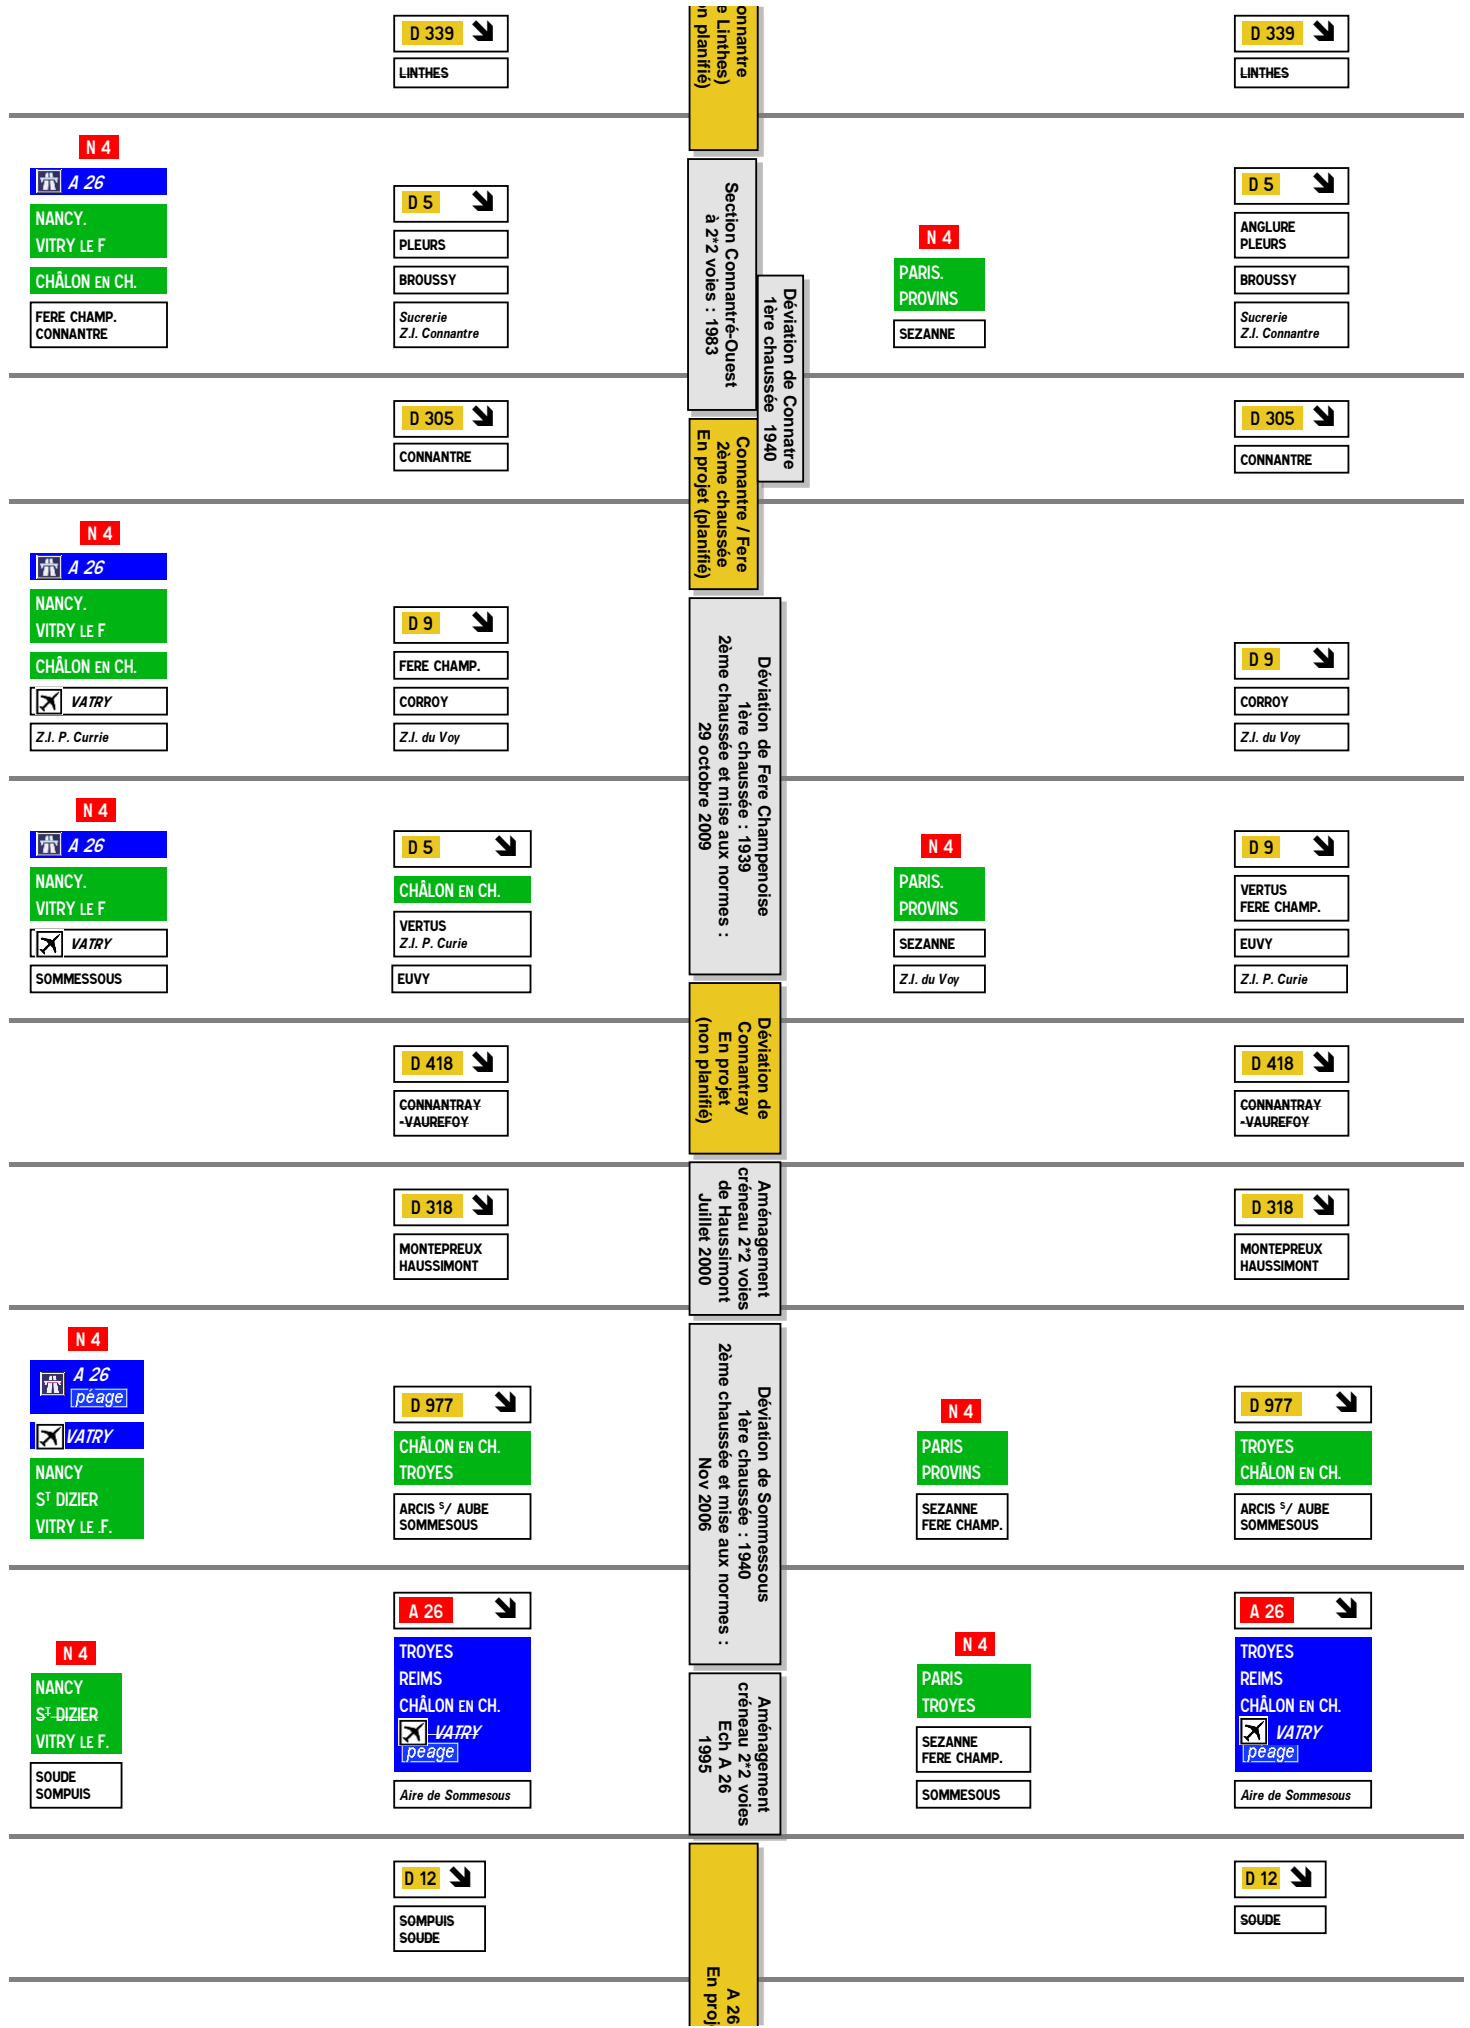 D 339
LINTHES
onnantre
e Linthes)
n planifié)
D 339
LINTHES
N 4
A 26
NANCY.
VITRY LE F
CHÂLON EN CH.
FERE CHAMP.
CONNANTRE
D 5
PLEURS
BROUSSY
Sucrerie
Z.I. Connantre
Section Connantré-Ouest
à 2*2 voies : 1983
Déviation de Connatre
1ère chaussée 1940
N 4
PARIS.
PROVINS
SEZANNE
D 5
ANGLURE
PLEURS
BROUSSY
Sucrerie
Z.I. Connantre
D 305
CONNANTRE
Connantre / Fere
2ème chaussée
En projet (planifié)
D 305
CONNANTRE
N 4
A 26
NANCY.
VITRY LE F
CHÂLON EN CH.
VATRY
Z.I. P. Currie
D 9
FERE CHAMP.
CORROY
Z.I. du Voy
Déviation de Fere Champenoise
1ère chaussée : 1939
2ème chaussée et mise aux normes :
29 octobre 2009
D 9
CORROY
Z.I. du Voy
N 4
A 26
NANCY.
VITRY LE F
VATRY
SOMMESSOUS
D 5
CHÂLON EN CH.
VERTUS
Z.I. P. Curie
EUVY
N 4
PARIS.
PROVINS
SEZANNE
Z.I. du Voy
D 9
VERTUS
FERE CHAMP.
EUVY
Z.I. P. Curie
D 418
CONNANTRAY
-VAUREFOY
Déviation de
Connantray
En projet
(non planifié)
D 418
CONNANTRAY
-VAUREFOY
D 318
MONTEPREUX
HAUSSIMONT
Aménagement
créneau 2*2 voies
de Haussimont
Juillet 2000
D 318
MONTEPREUX
HAUSSIMONT
N 4
A 26
péage
VATRY
NANCY
ST DIZIER
VITRY LE .F.
D 977
CHÂLON EN CH.
TROYES
ARCIS S/ AUBE
SOMMESOUS
Déviation de Sommessous
1ère chaussée : 1940
2ème chaussée et mise aux normes :
Nov 2006
N 4
PARIS
PROVINS
SEZANNE
FERE CHAMP.
D 977
TROYES
CHÂLON EN CH.
ARCIS S/ AUBE
SOMMESOUS
N 4
NANCY
ST DIZIER
VITRY LE F.
SOUDE
SOMPUIS
A 26
TROYES
REIMS
CHÂLON EN CH.
VATRY
péage
Aire de Sommesous
Aménagement
créneau 2*2 voies
Ech A 26
1995
N 4
PARIS
TROYES
SEZANNE
FERE CHAMP.
SOMMESOUS
A 26
TROYES
REIMS
CHÂLON EN CH.
VATRY
péage
Aire de Sommesous
D 12
SOMPUIS
SOUDE
A 26
En proj
D 12
SOUDE